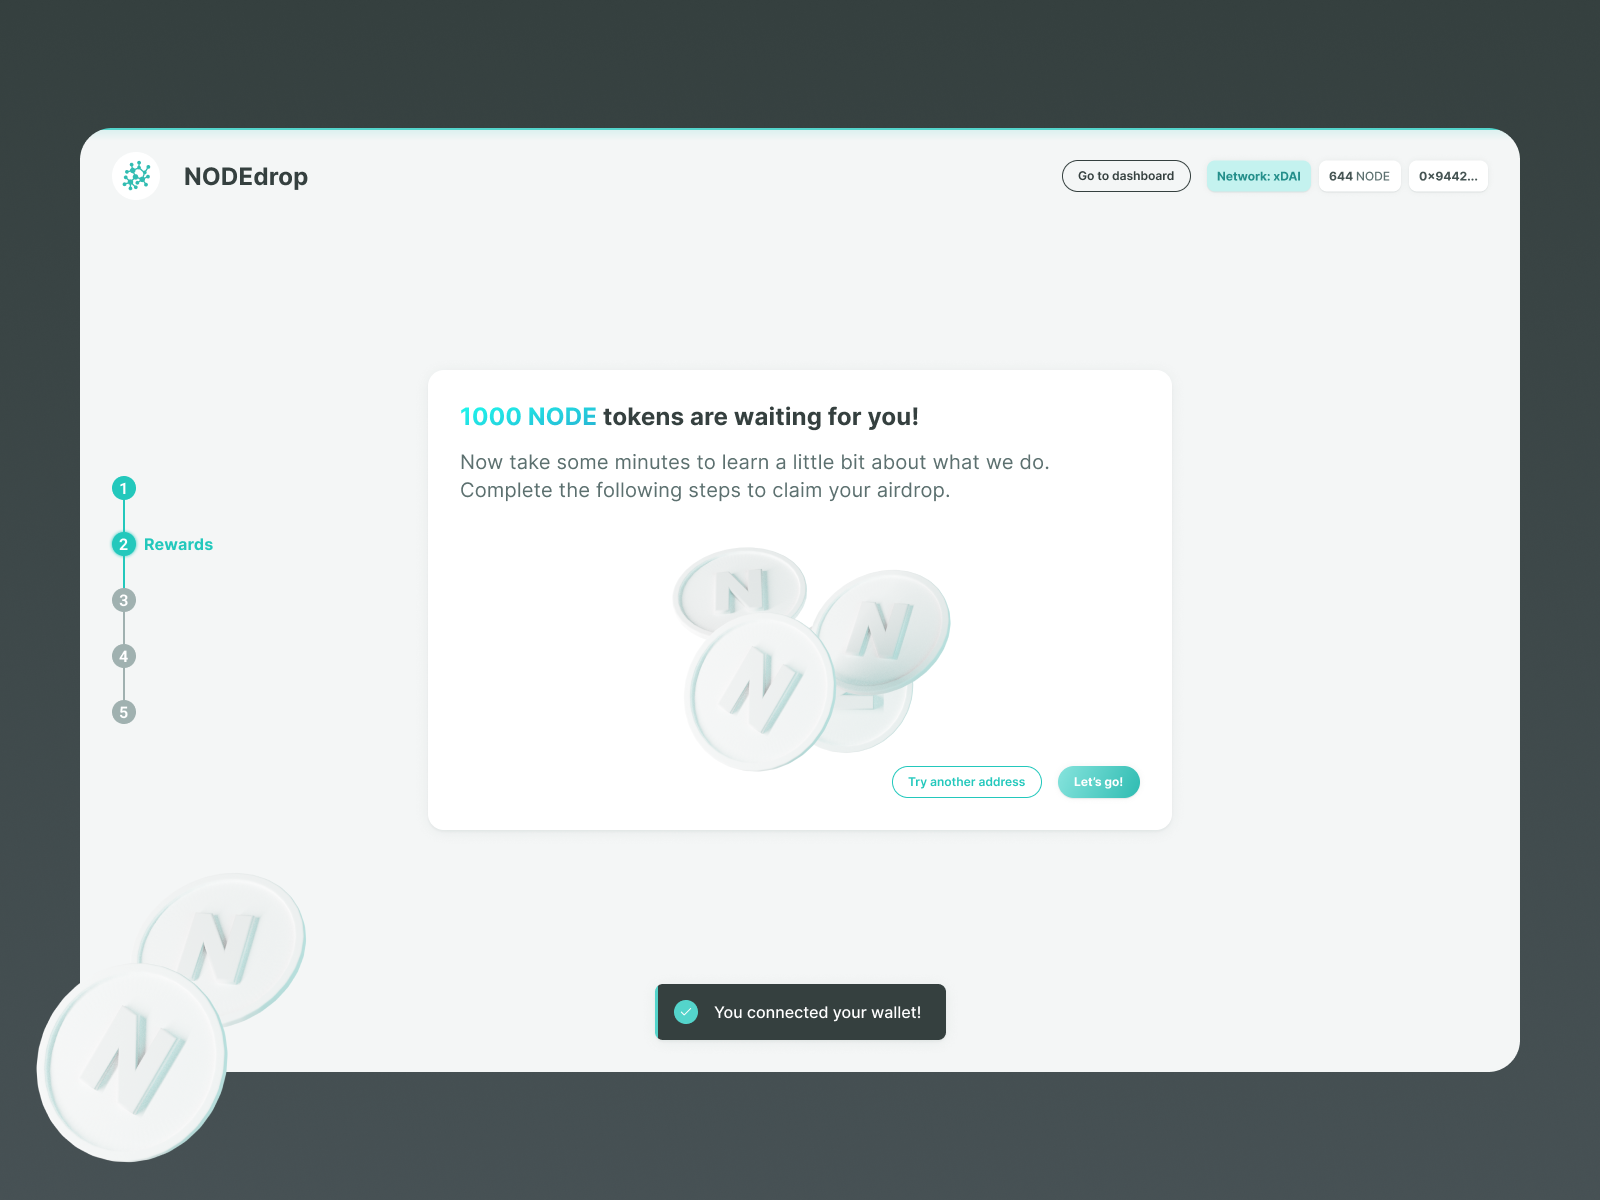 NODEdrop
Go to dashboard
Network: xDAI
644 NODE
0×9442...
1000 NODE tokens are waiting for you!
Now take some minutes to learn a little bit about what we do.
Complete the following steps to claim your airdrop.
1
2 Rewards
3
4
5
N
N
N
Try another address
Let's go!
N
N
You connected your wallet!